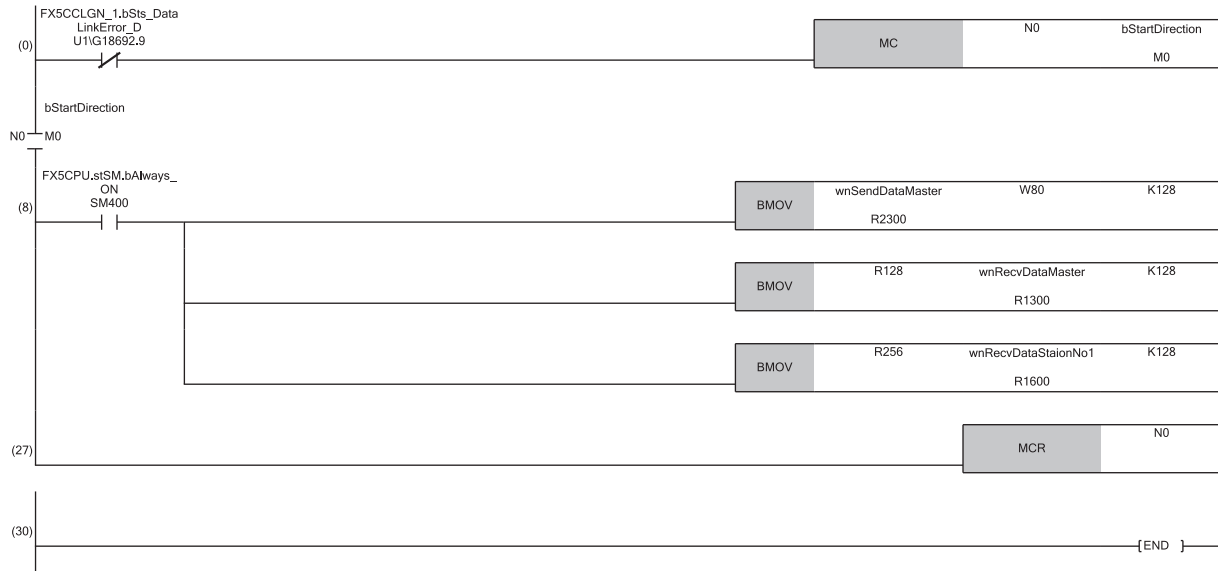 FX5CCLGN_1.bSts_Data
LinkError_D
U1\G18692.9
(0)
MC
N0
bStartDirection
M0
bStartDirection
N0
M0
FX5CPU.stSM.bAlways_
ON
SM400
(8)
BMOV
wnSendDataMaster
W80
K128
R2300
BMOV
R128
wnRecvDataMaster
K128
R1300
BMOV
R256
wnRecvDataStaionNo1
K128
R1600
(27)
MCR
N0
(30)
[END ]